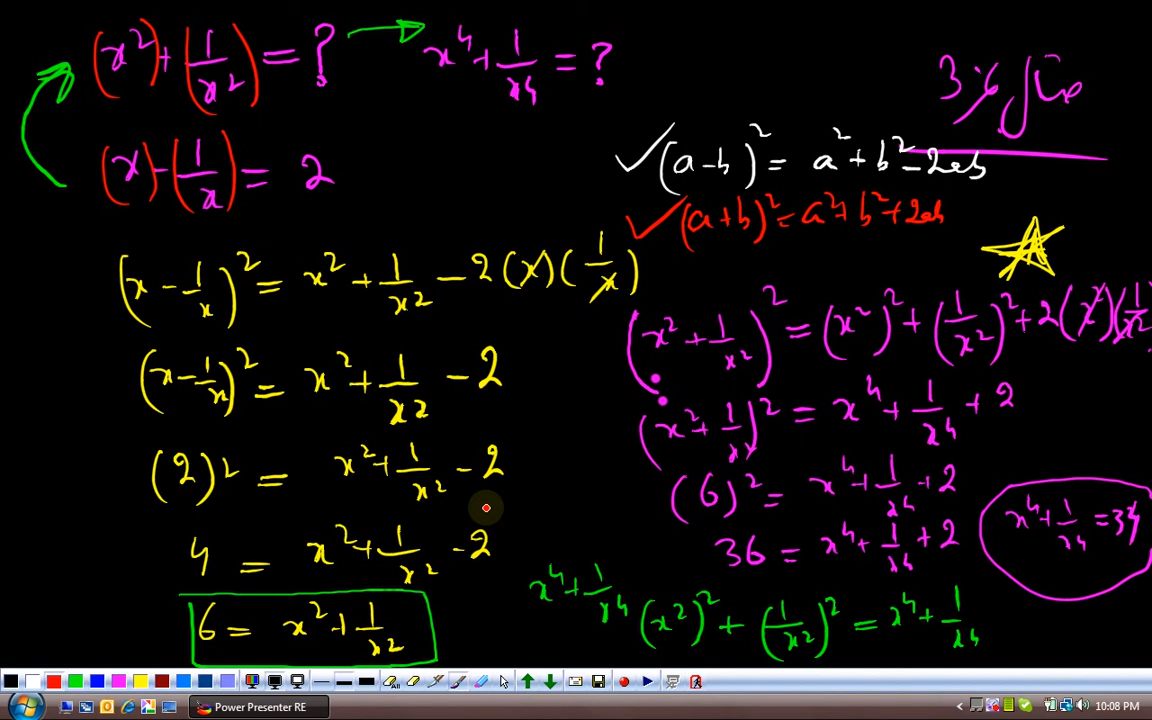 (x²)+(1/x²) = ?
x⁴+1/x⁴ = ?
(x)-(1/x) = 2
(a-b)² = a²+b²-2ab
(a+b)² = a²+b²+2ab
(x-1/x)² = x²+1/x²-2(x)(1/x)
(x-1/x)² = x²+1/x²-2
(2)² = x²+1/x²-2
4 = x²+1/x²-2
6 = x²+1/x²
(x²+1/x²)² = (x²)²+(1/x²)²+2(x²)(1/x²)
(x²+1/x²)² = x⁴+1/x⁴+2
(6)² = x⁴+1/x⁴+2
36 = x⁴+1/x⁴+2
x⁴+1/x⁴ = 34
x⁴+1/x⁴
(x²)²+(1/x²)² = x⁴+1/x⁴
Power Presenter RE
10:08 PM